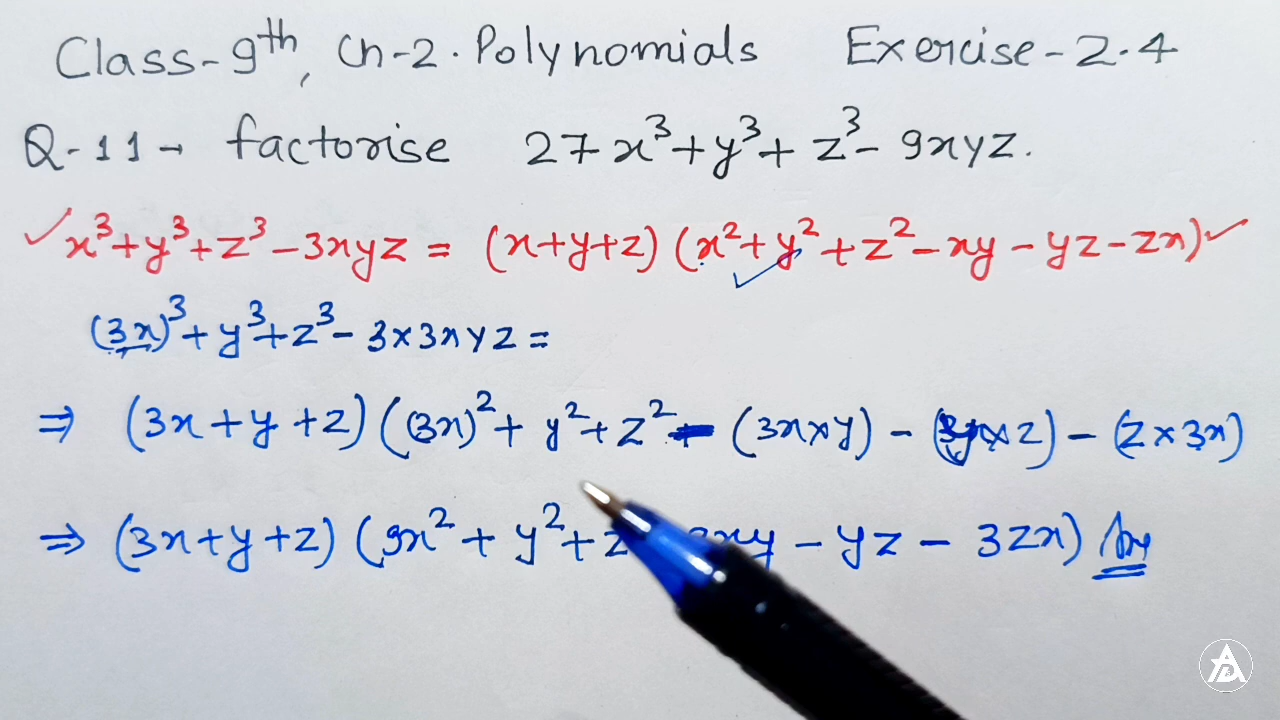 Class-9th, Ch-2. Polynomials Exercise-2.4
Q-11→ factorise 27x³+y³+z³-9xyz.
✓x³+y³+z³-3xyz = (x+y+z) (x²+y²+z²-xy-yz-zx)✓
(3x)³+y³+z³-3×3xyz=
⇒ (3x+y+z)((3x)²+y²+z²-(3x×y)-(y×z)-(z×3x)
⇒ (3x+y+z)(9x²+y²+z xy-yz-3zx) Ans